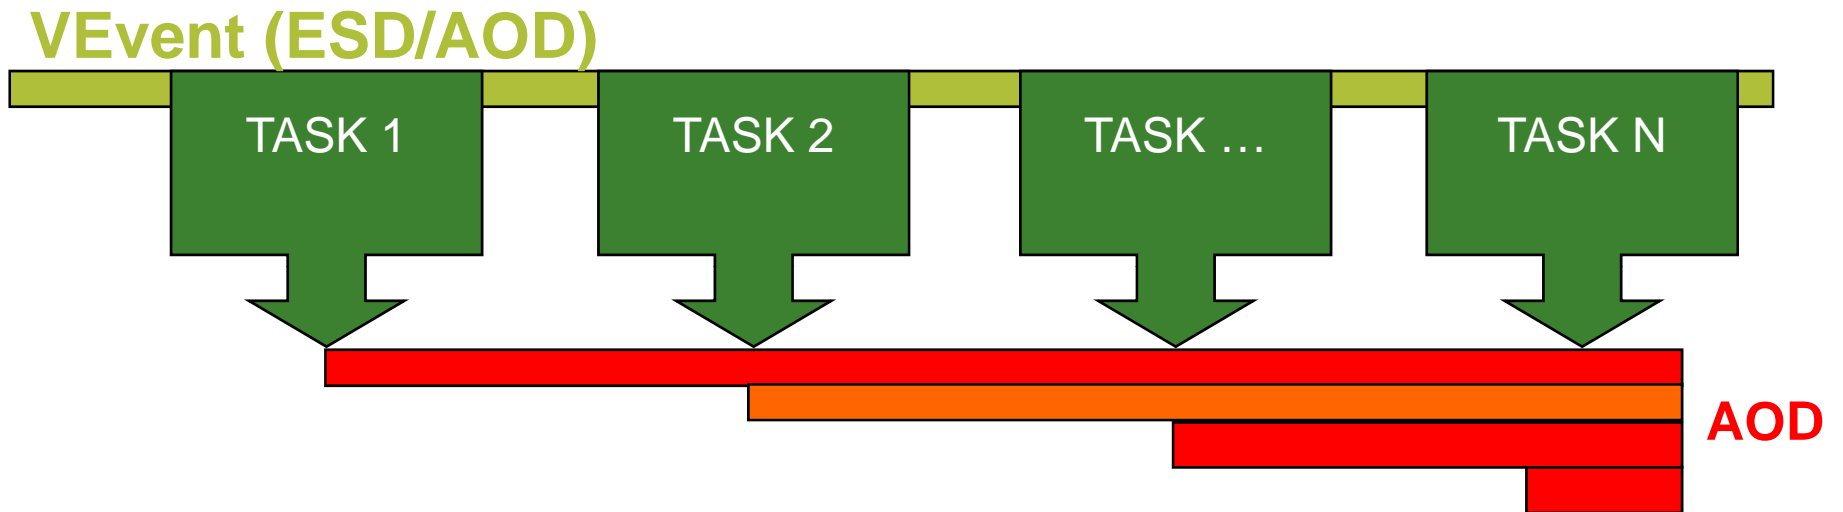 VEvent (ESD/AOD)
TASK 1
TASK 2
TASK …
TASK N
AOD